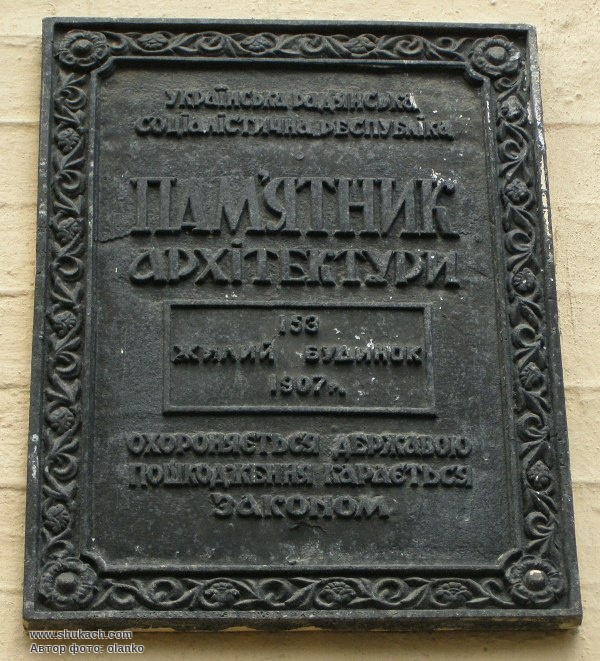 Українська радянська
соціалістична республіка
ПАМ'ЯТНИК
архітектури
153
жилий будинок
1907 р.
охороняється державою
пошкодження карається
законом
www.shukach.com
Автор фото: olanko